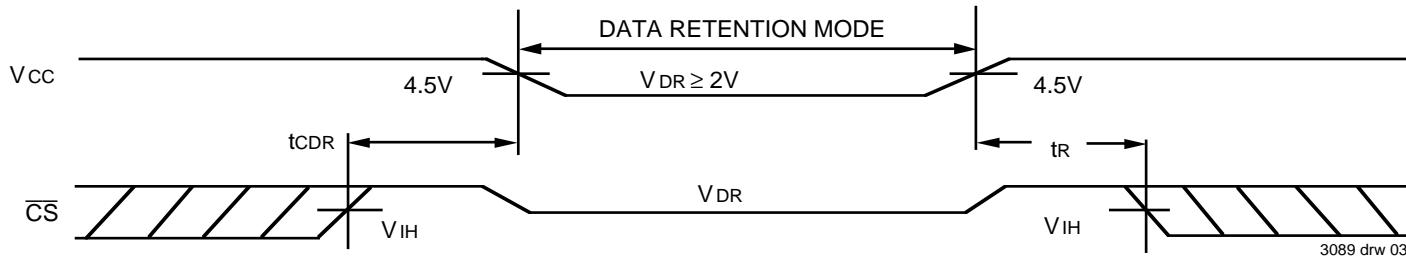 DATA RETENTION MODE
VCC
4.5V
VDR ≥ 2V
4.5V
tCDR
tR
CS
VIH
VDR
VIH
3089 drw 03